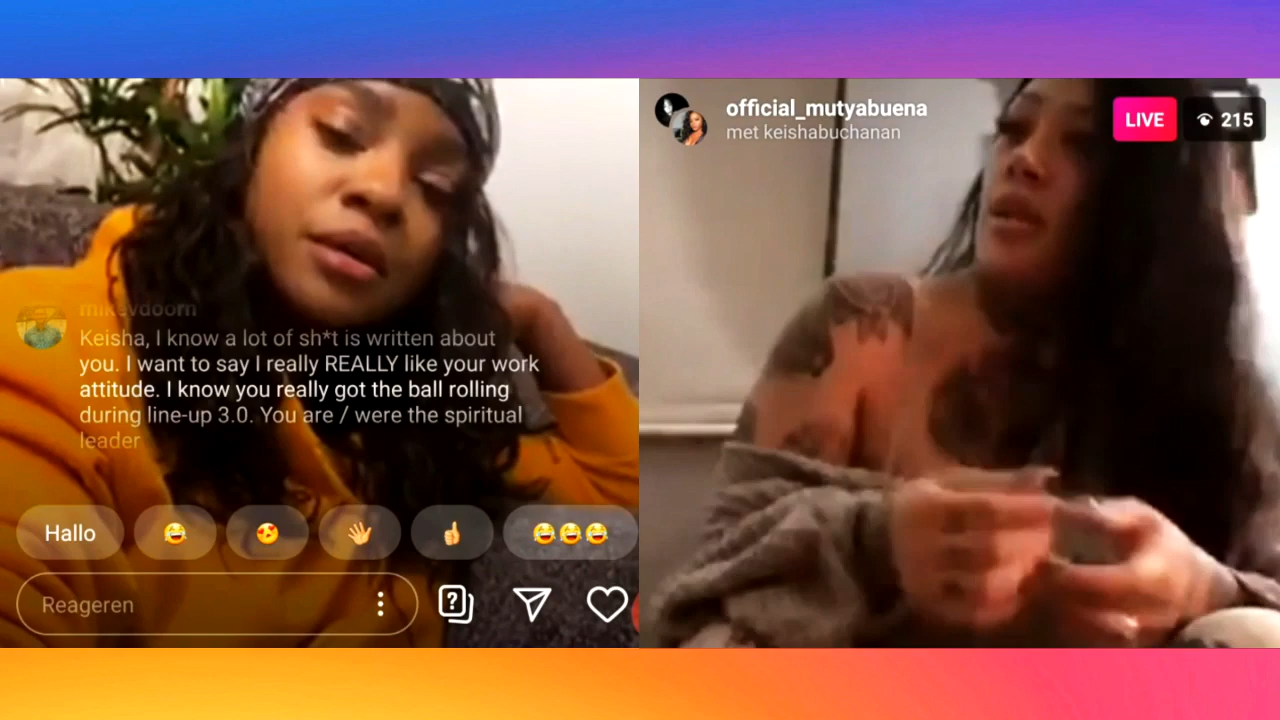 official_mutyabuena
met keishabuchanan
LIVE
215
mikevdoorn
Keisha, I know a lot of sh*t is written about
you. I want to say I really REALLY like your work
attitude. I know you really got the ball rolling
during line-up 3.0. You are / were the spiritual
leader
Hallo
Reageren